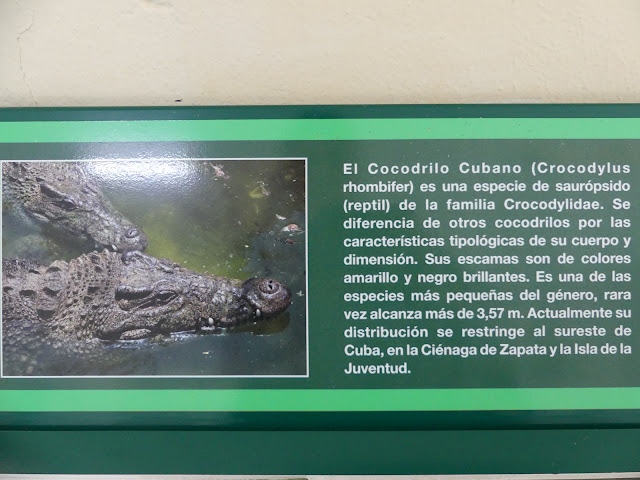 El Cocodrilo Cubano (Crocodylus
rhombifer) es una especie de saurópsido
(reptil) de la familia Crocodylidae. Se
diferencia de otros cocodrilos por las
características tipológicas de su cuerpo y
dimensión. Sus escamas son de colores
amarillo y negro brillantes. Es una de las
especies más pequeñas del género, rara
vez alcanza más de 3,57 m. Actualmente su
distribución se restringe al sureste de
Cuba, en la Ciénaga de Zapata y la Isla de la
Juventud.